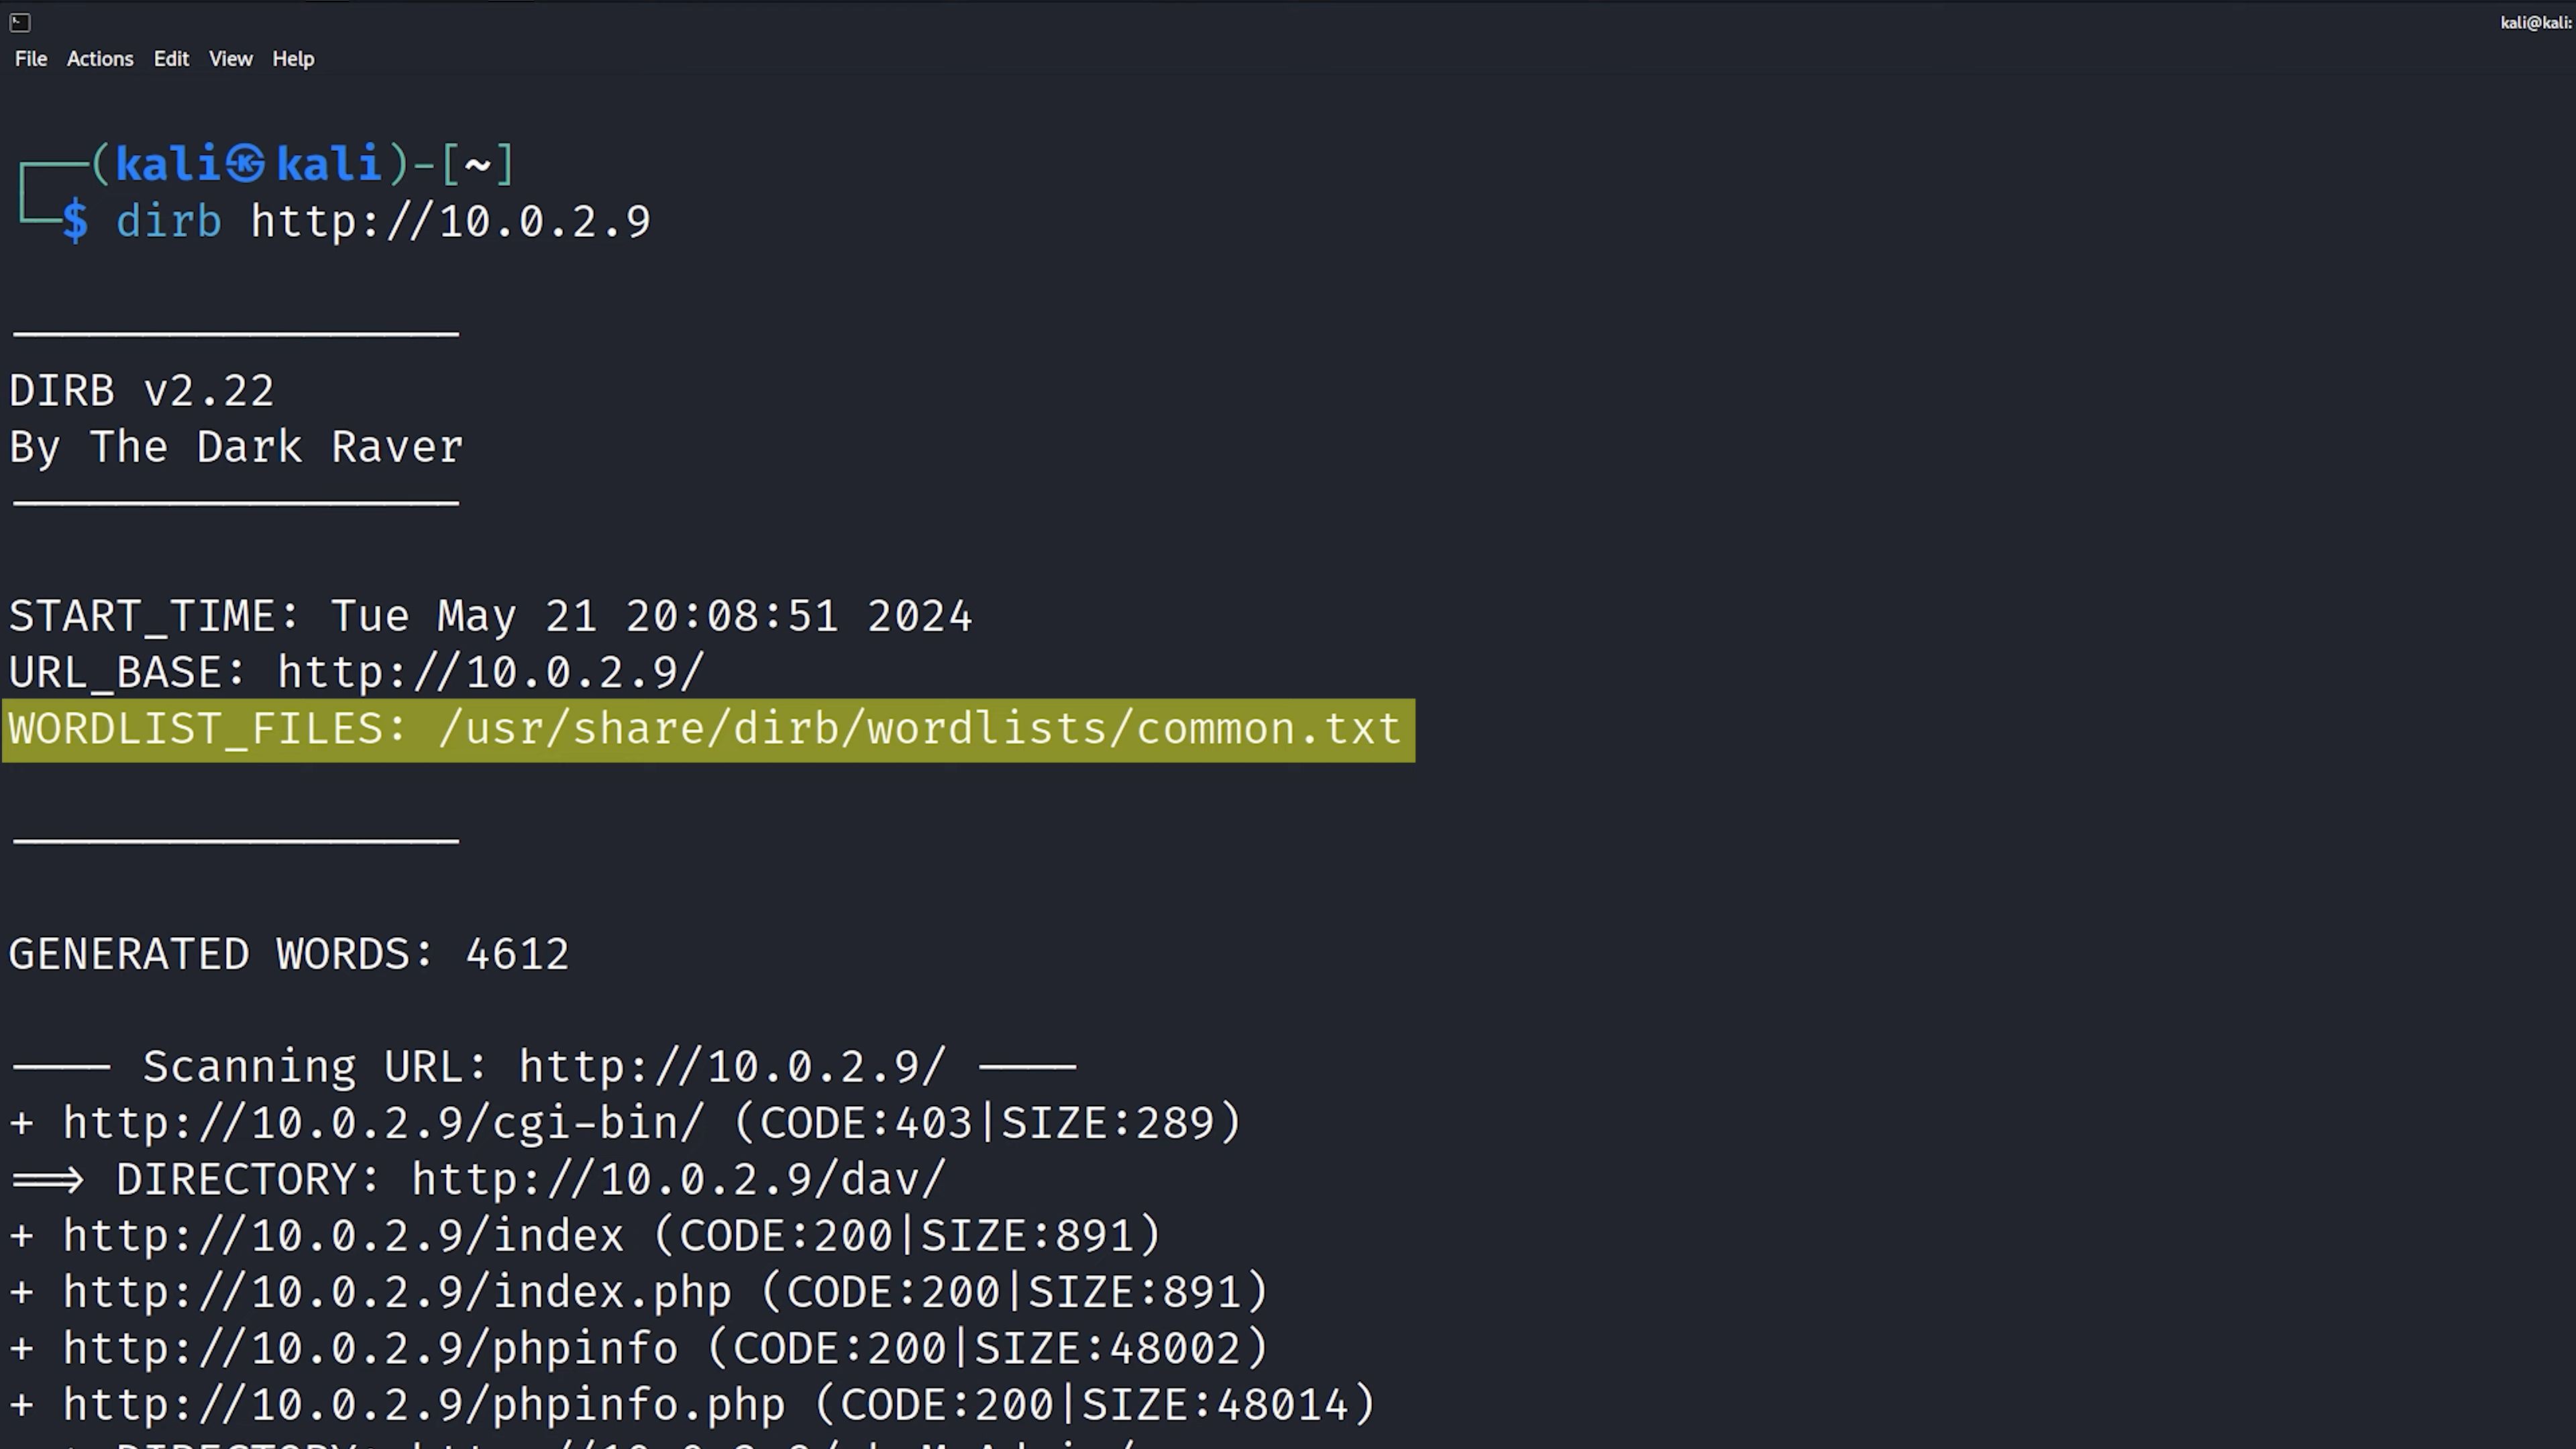 kali@kali:
File Actions Edit View Help
┌──(kali㉿kali)-[~]
└─$ dirb http://10.0.2.9
-----------------
DIRB v2.22
By The Dark Raver
-----------------
START_TIME: Tue May 21 20:08:51 2024
URL_BASE: http://10.0.2.9/
WORDLIST_FILES: /usr/share/dirb/wordlists/common.txt
-----------------
GENERATED WORDS: 4612
---- Scanning URL: http://10.0.2.9/ ----
+ http://10.0.2.9/cgi-bin/ (CODE:403|SIZE:289)
==> DIRECTORY: http://10.0.2.9/dav/
+ http://10.0.2.9/index (CODE:200|SIZE:891)
+ http://10.0.2.9/index.php (CODE:200|SIZE:891)
+ http://10.0.2.9/phpinfo (CODE:200|SIZE:48002)
+ http://10.0.2.9/phpinfo.php (CODE:200|SIZE:48014)